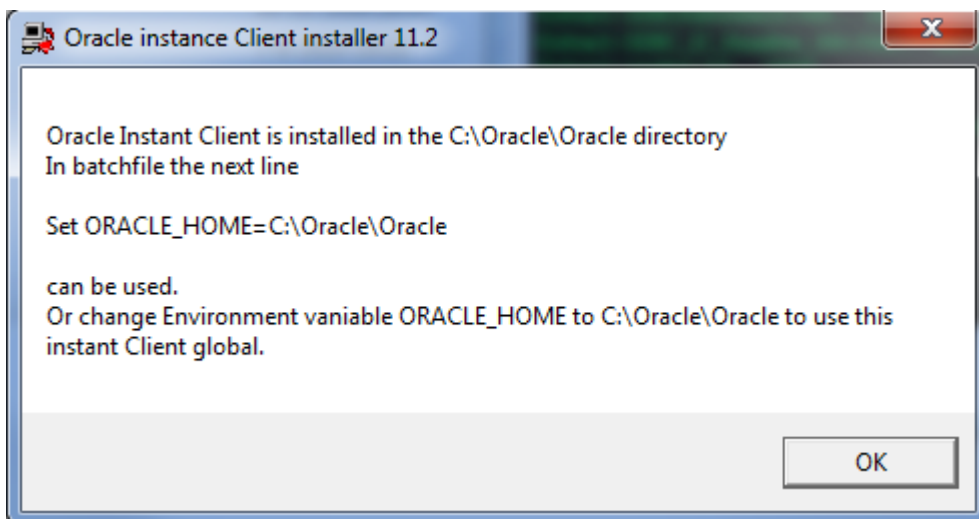 Oracle instance Client installer 11.2
Oracle Instant Client is installed in the C:\Oracle\Oracle directory
In batchfile the next line
Set ORACLE_HOME=C:\Oracle\Oracle
can be used.
Or change Environment vaniable ORACLE_HOME to C:\Oracle\Oracle to use this
instant Client global.
OK